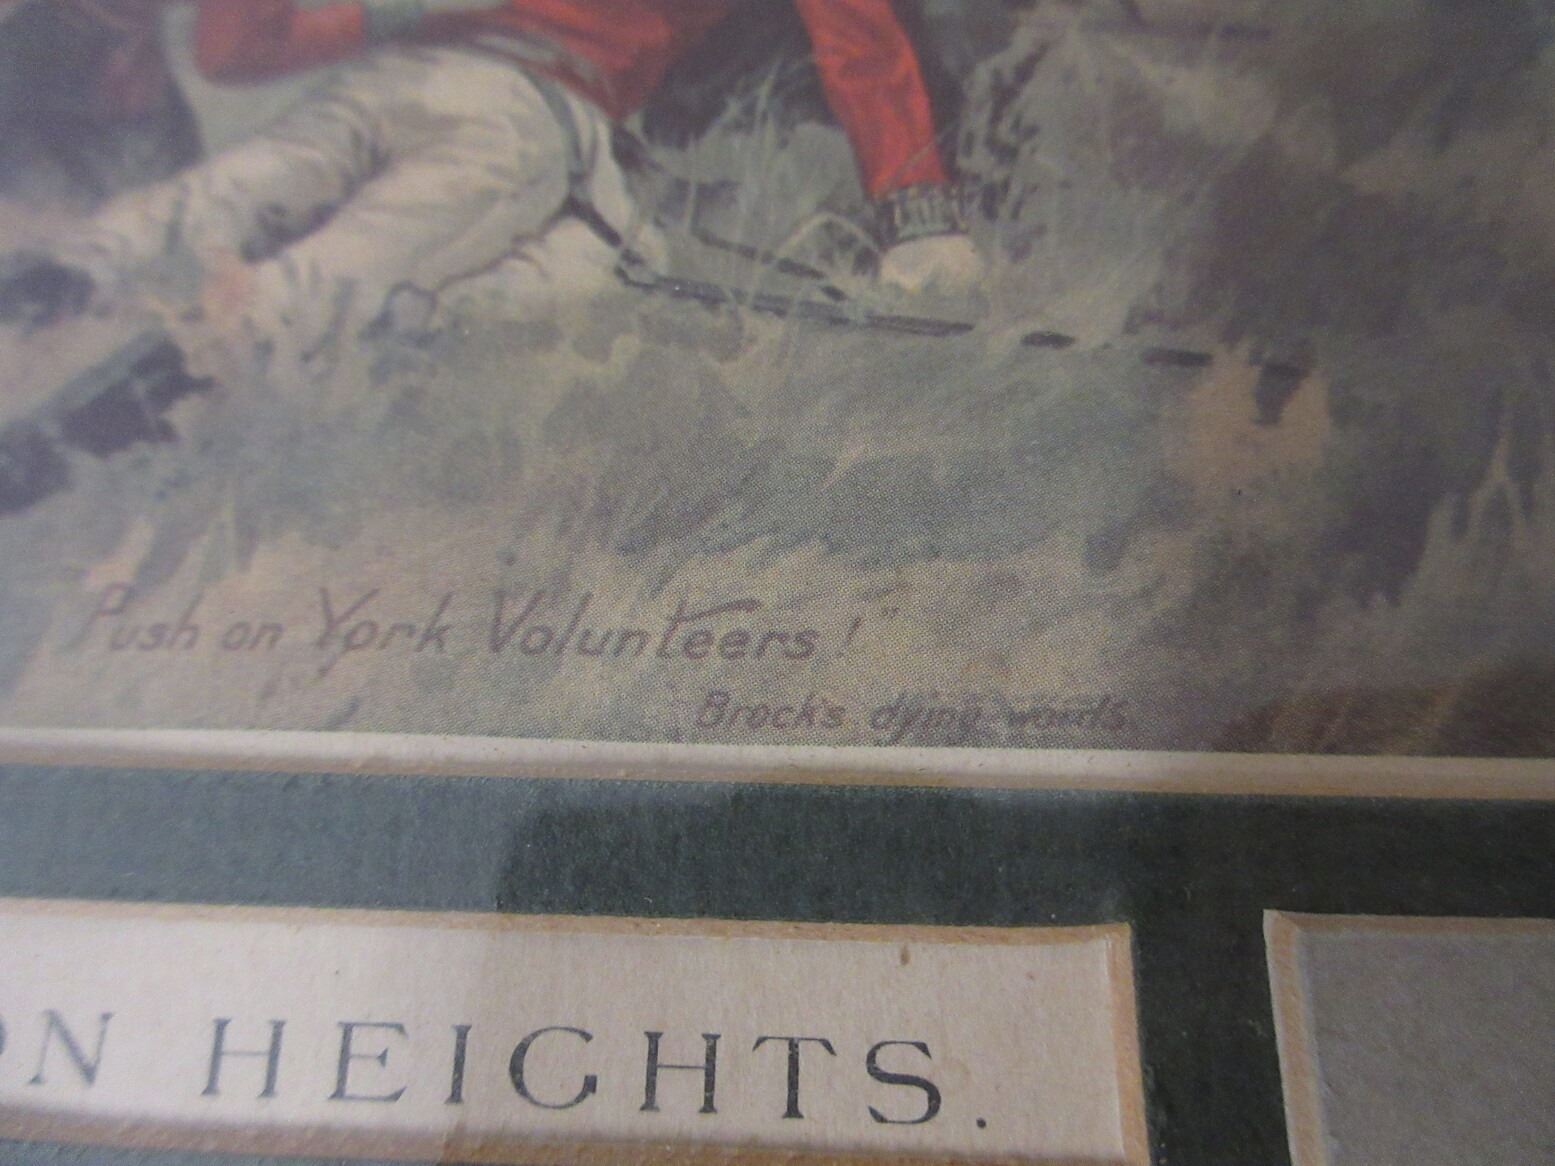 Push on York Volunteers!"
Brock's dying words
ON HEIGHTS.